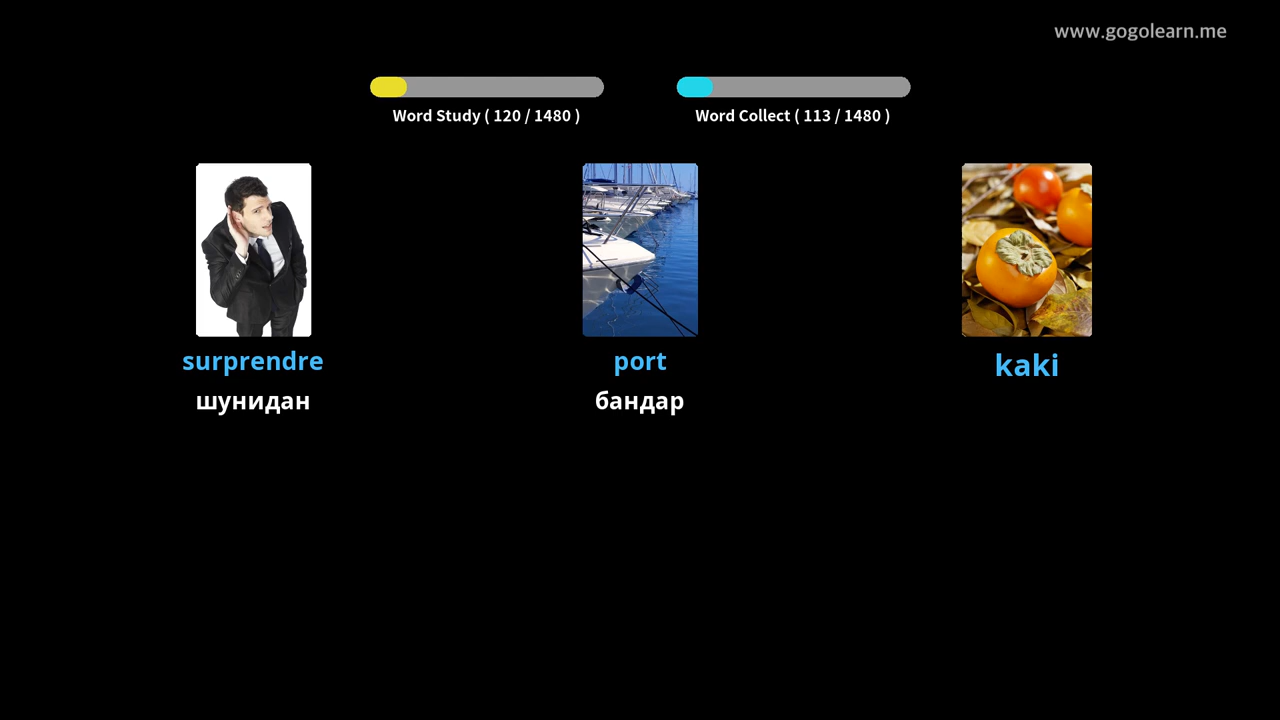 www.gogolearn.me
Word Study ( 120 / 1480 )
Word Collect ( 113 / 1480 )
surprendre
port
kaki
шунидан
бандар